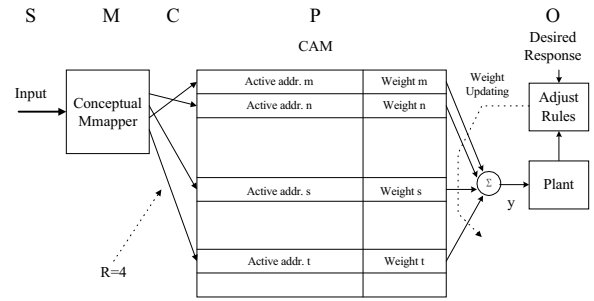 S M C P O
CAM
Desired
Response
Input
Conceptual
Mmapper
Active addr. m Weight m
Active addr. n Weight n
Weight
Updating
Adjust
Rules
Active addr. s Weight s
Σ
y
Plant
Active addr. t Weight t
R=4